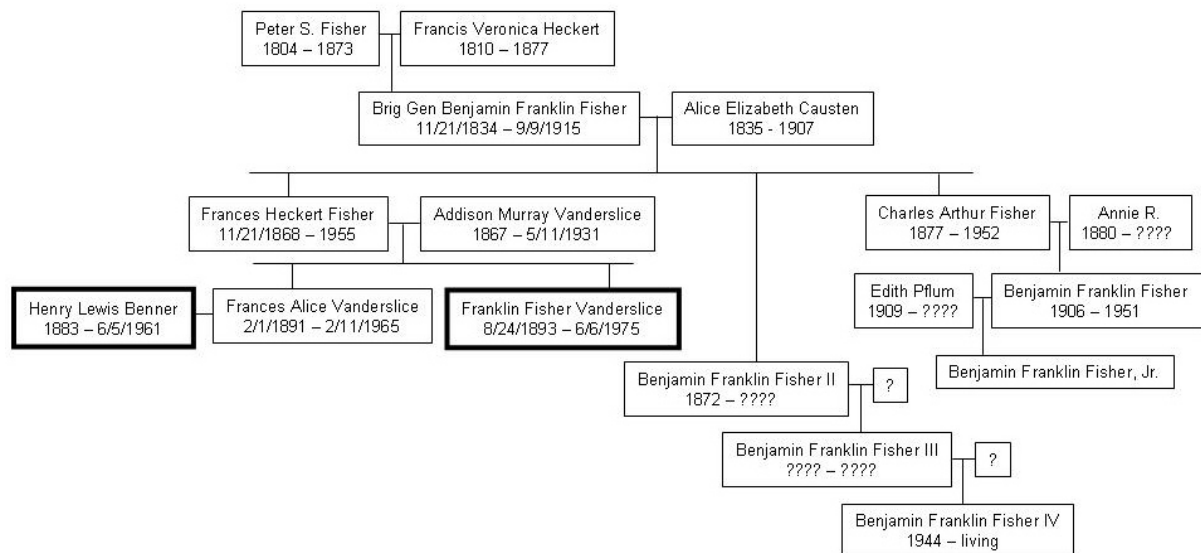 Peter S. Fisher
1804 – 1873
Francis Veronica Heckert
1810 – 1877
Brig Gen Benjamin Franklin Fisher
11/21/1834 – 9/9/1915
Alice Elizabeth Causten
1835 - 1907
Frances Heckert Fisher
11/21/1868 – 1955
Addison Murray Vanderslice
1867 – 5/11/1931
Charles Arthur Fisher
1877 – 1952
Annie R.
1880 – ????
Henry Lewis Benner
1883 – 6/5/1961
Frances Alice Vanderslice
2/1/1891 – 2/11/1965
Franklin Fisher Vanderslice
8/24/1893 – 6/6/1975
Edith Pflum
1909 – ????
Benjamin Franklin Fisher
1906 – 1951
Benjamin Franklin Fisher, Jr.
Benjamin Franklin Fisher II
1872 – ????
?
Benjamin Franklin Fisher III
???? – ????
?
Benjamin Franklin Fisher IV
1944 – living